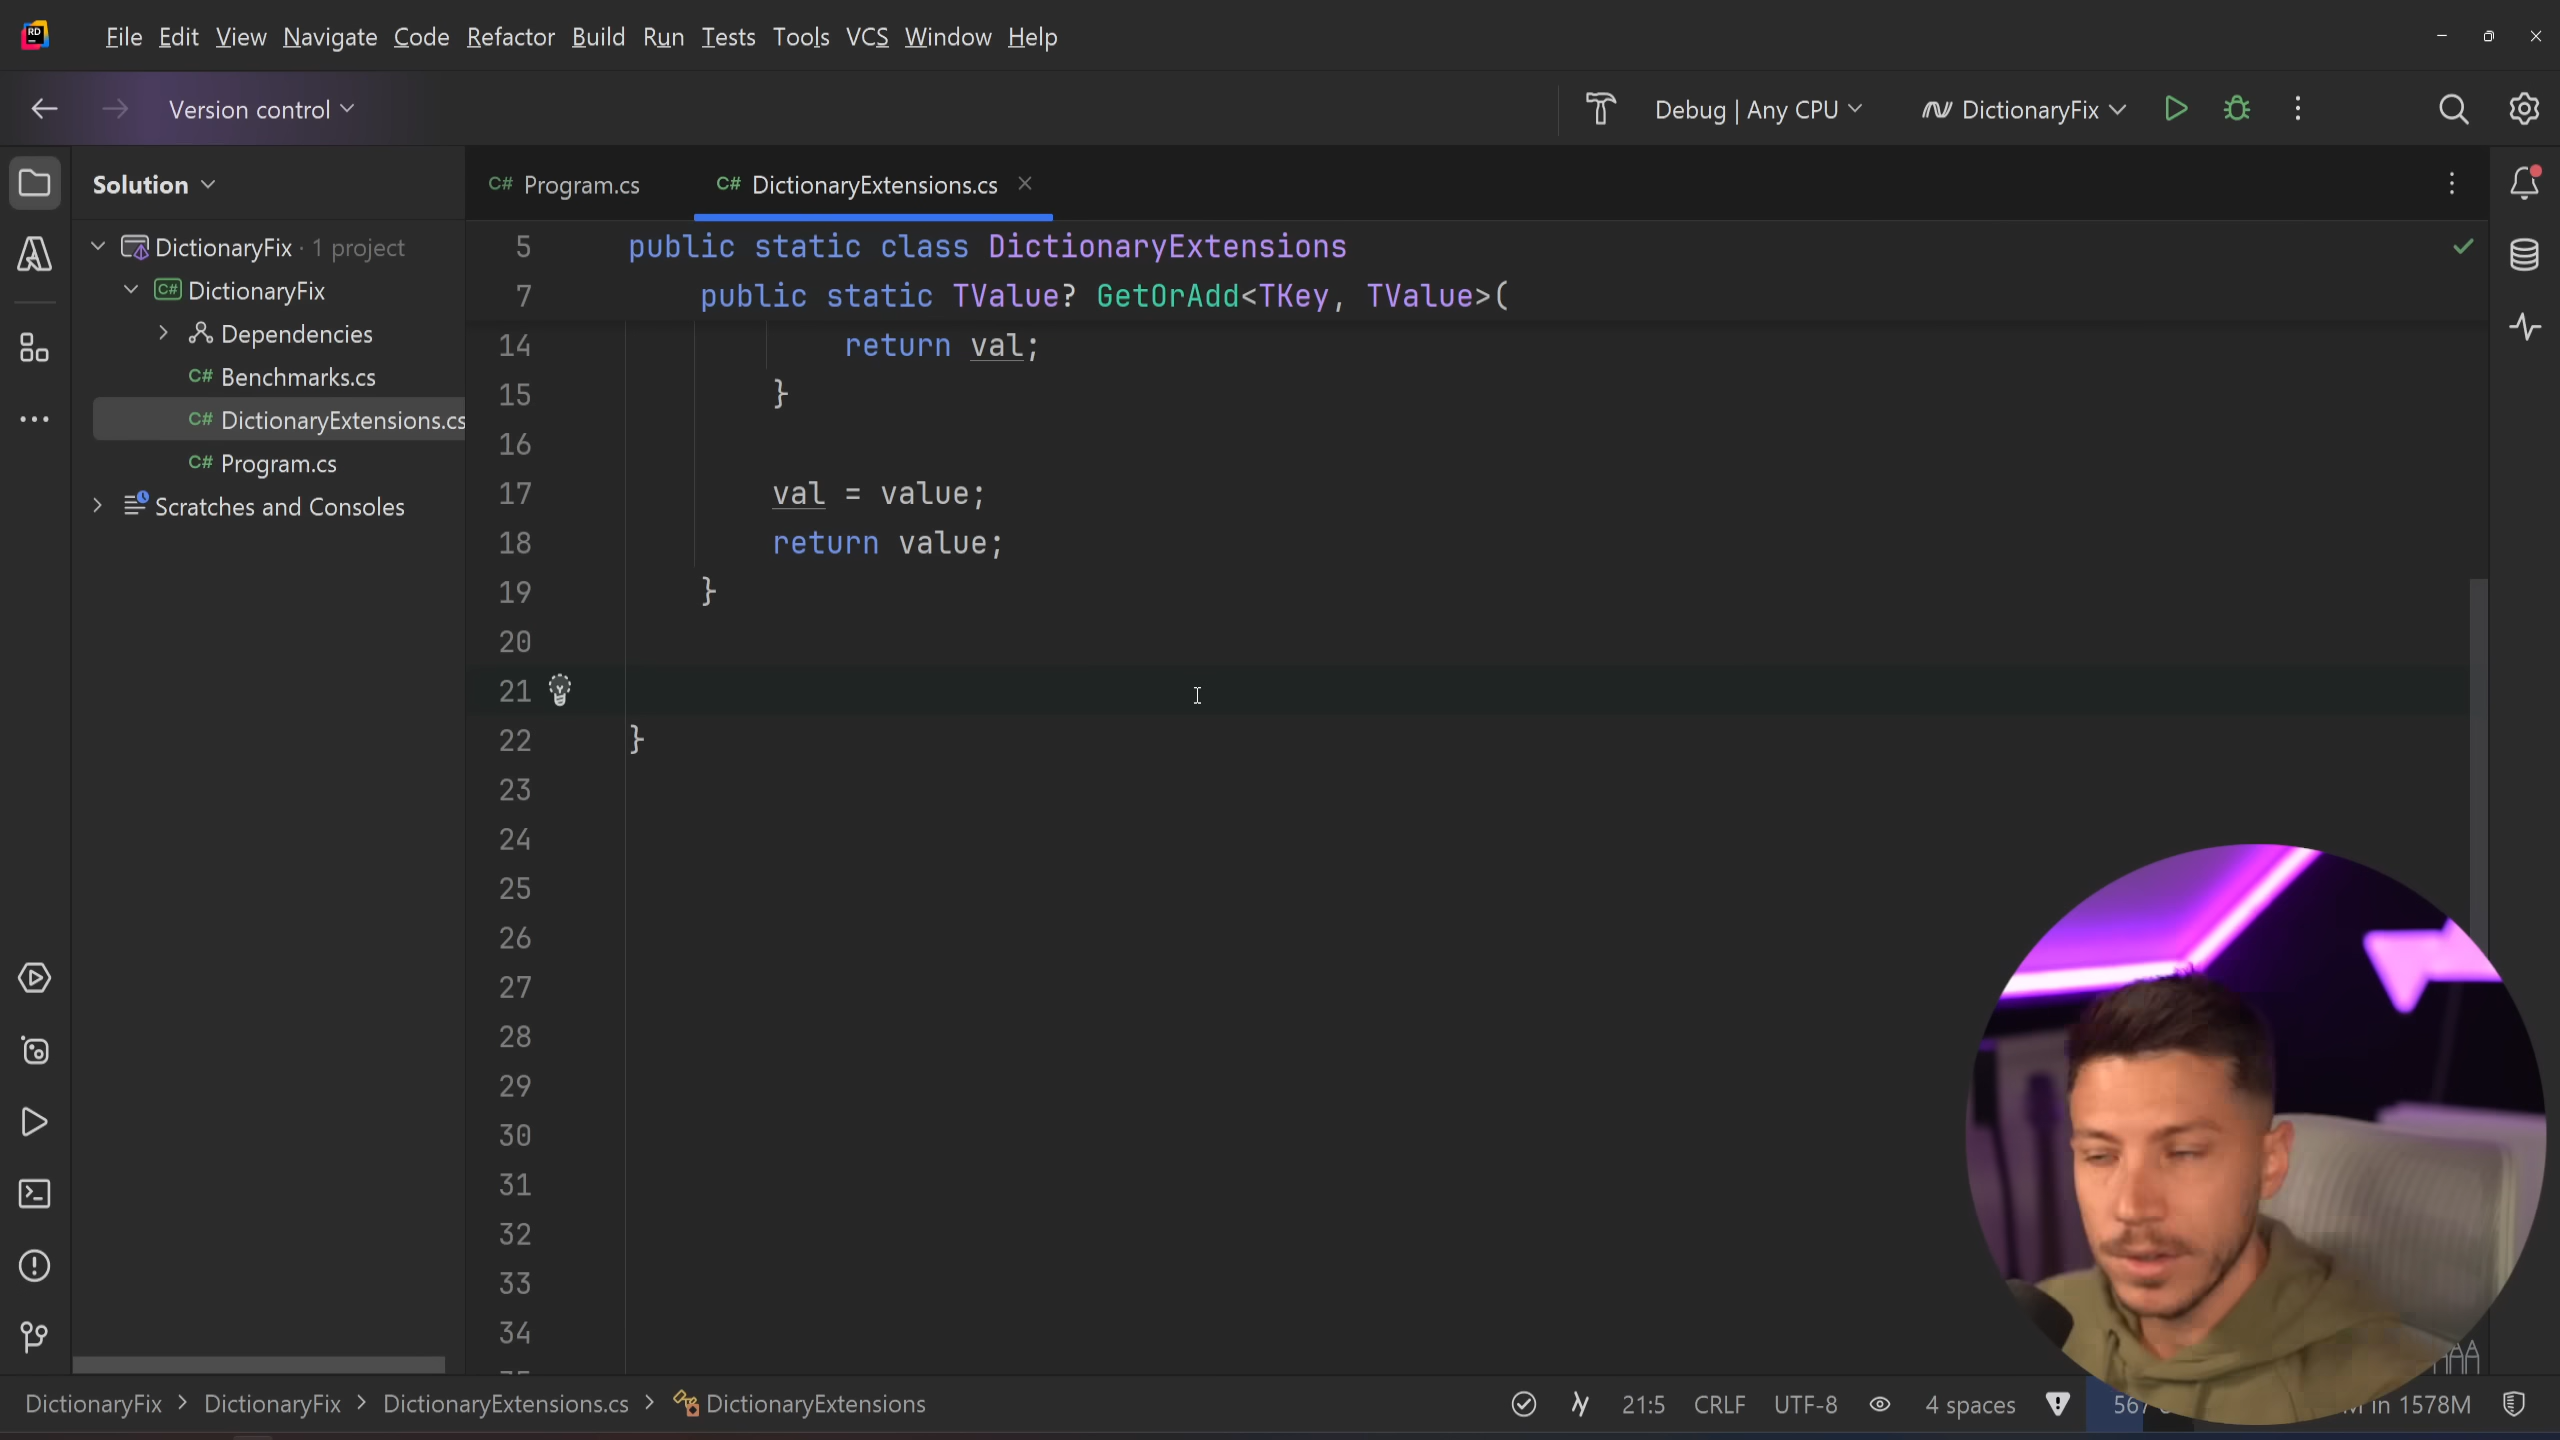 RD
File Edit View Navigate Code Refactor Build Run Tests Tools VCS Window Help
Version control
Debug | Any CPU
DictionaryFix
Solution
C# Program.cs
C# DictionaryExtensions.cs
DictionaryFix · 1 project
C# DictionaryFix
Dependencies
C# Benchmarks.cs
C# DictionaryExtensions.cs
C# Program.cs
Scratches and Consoles
5 public static class DictionaryExtensions
7 public static TValue? GetOrAdd<TKey, TValue>(
14 return val;
15 }
16
17 val = value;
18 return value;
19 }
20
21
22 }
23
24
25
26
27
28
29
30
31
32
33
34
DictionaryFix > DictionaryFix > DictionaryExtensions.cs > DictionaryExtensions
21:5 CRLF UTF-8 4 spaces
in 1578M